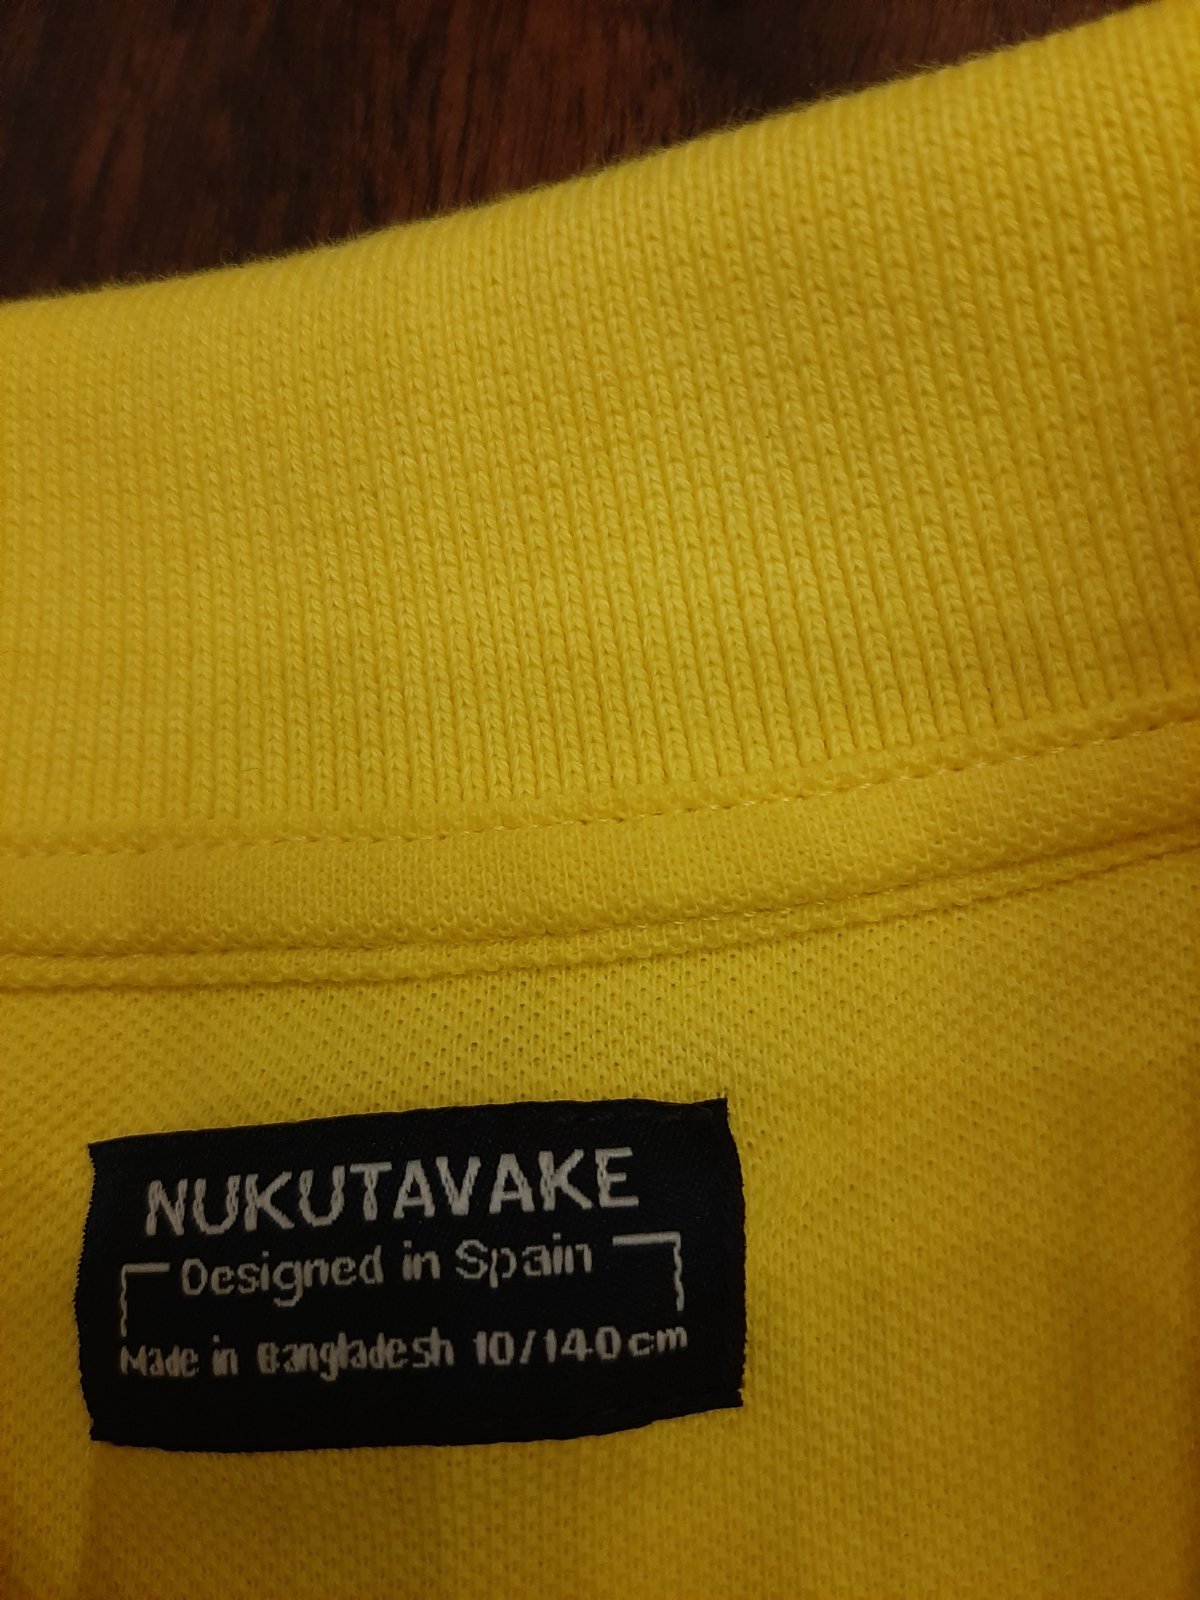 NUKUTAVAKE
Designed in Spain
Made in Bangladesh 10/140cm